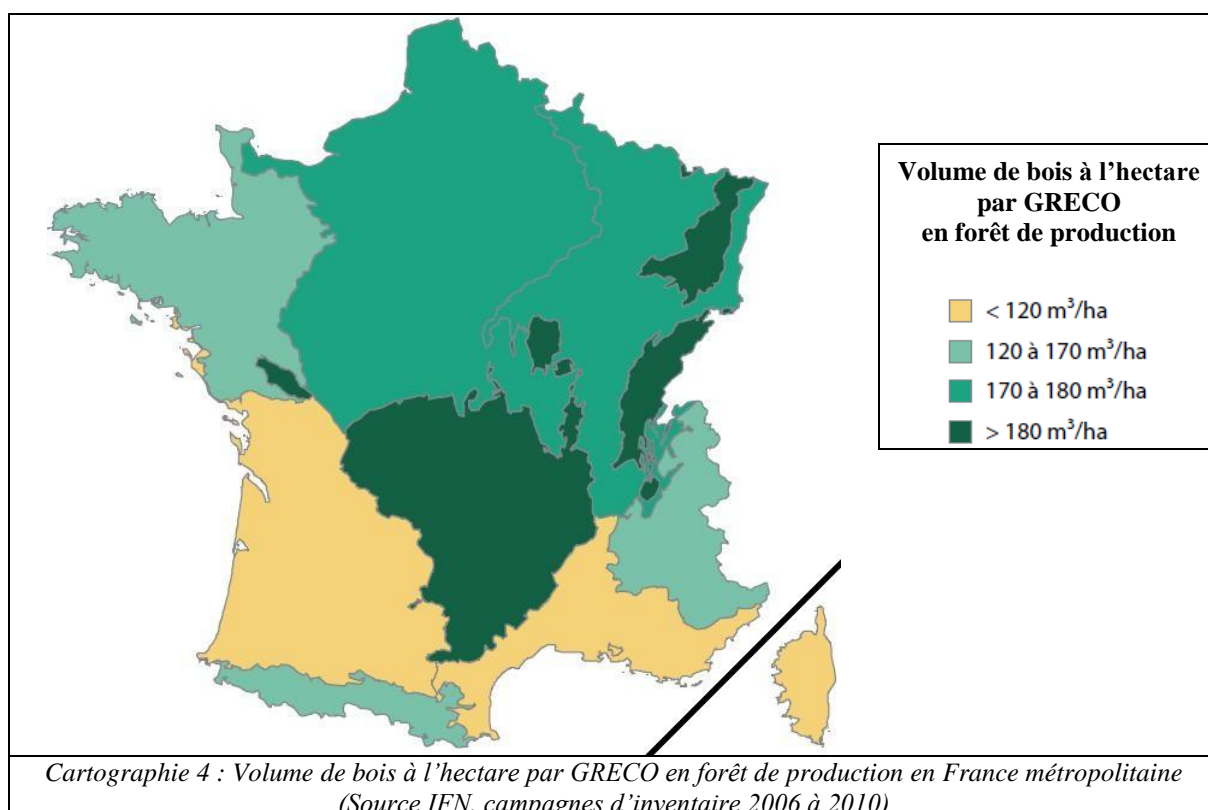 Volume de bois à l’hectare
par GRECO
en forêt de production
< 120 m³/ha
120 à 170 m³/ha
170 à 180 m³/ha
> 180 m³/ha
Cartographie 4 : Volume de bois à l’hectare par GRECO en forêt de production en France métropolitaine
(Source IFN, campagnes d’inventaire 2006 à 2010)